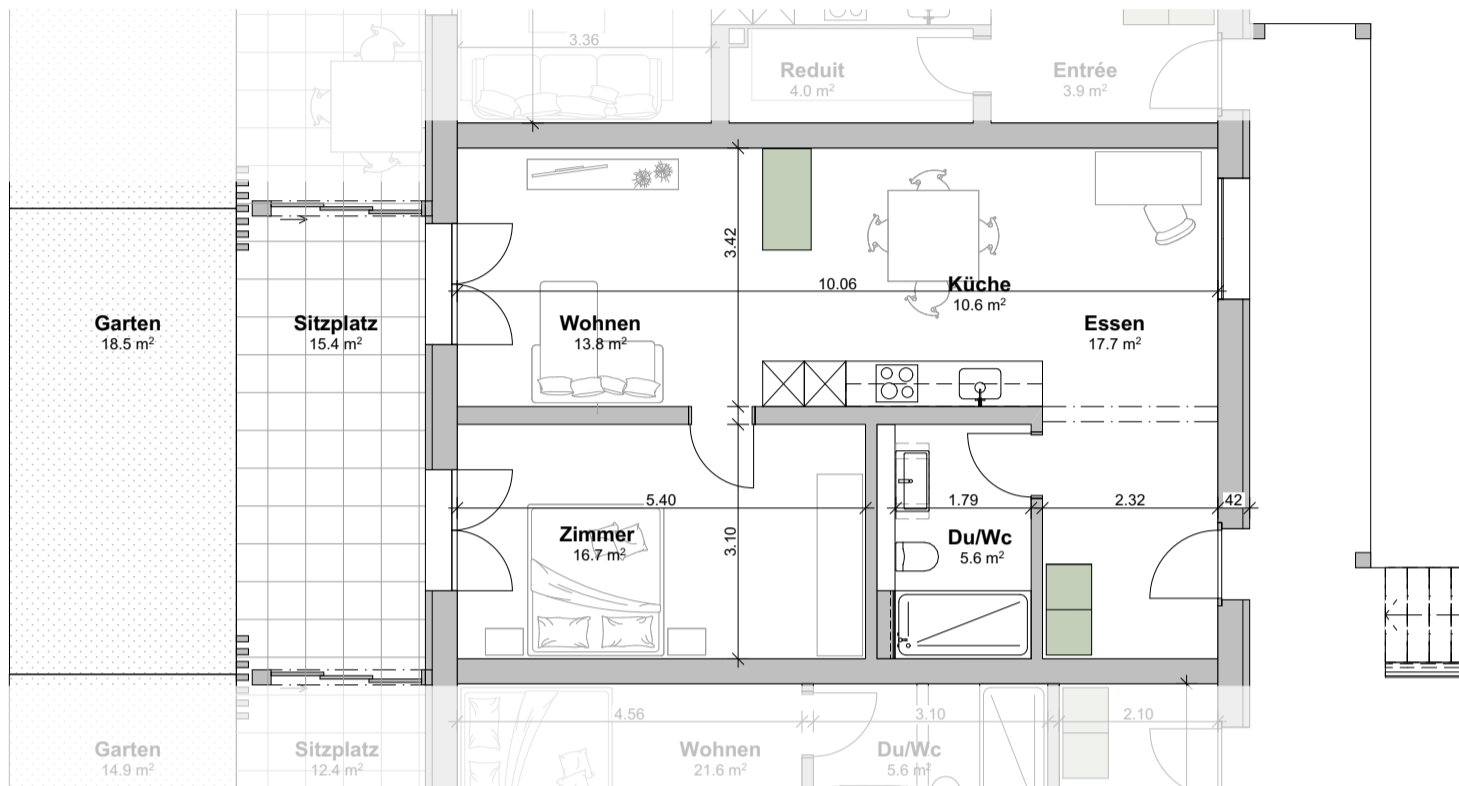 3.36
Reduit
4.0 m²
Entrée
3.9 m²
3.42
10.06
Küche
10.6 m²
Garten
18.5 m²
Sitzplatz
15.4 m²
Wohnen
13.8 m²
Essen
17.7 m²
5.40
1.79
2.32
42
Zimmer
16.7 m²
3.10
Du/Wc
5.6 m²
4.56
3.10
2.10
Garten
14.9 m²
Sitzplatz
12.4 m²
Wohnen
21.6 m²
Du/Wc
5.6 m²